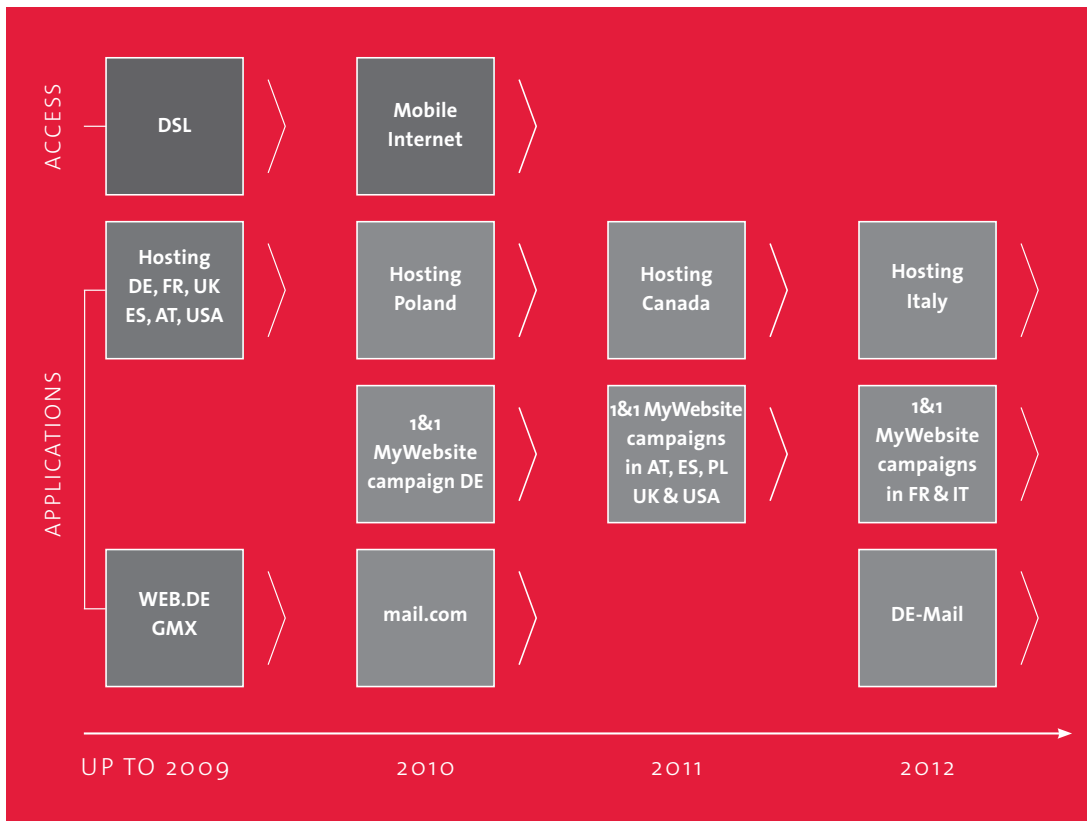 ACCESS
DSL
Mobile
Internet
APPLICATIONS
Hosting
DE, FR, UK
ES, AT, USA
Hosting
Poland
Hosting
Canada
Hosting
Italy
1&1
MyWebsite
campaign DE
1&1 MyWebsite
campaigns
in AT, ES, PL
UK & USA
1&1
MyWebsite
campaigns
in FR & IT
WEB.DE
GMX
mail.com
DE-Mail
UP TO 2009
2010
2011
2012